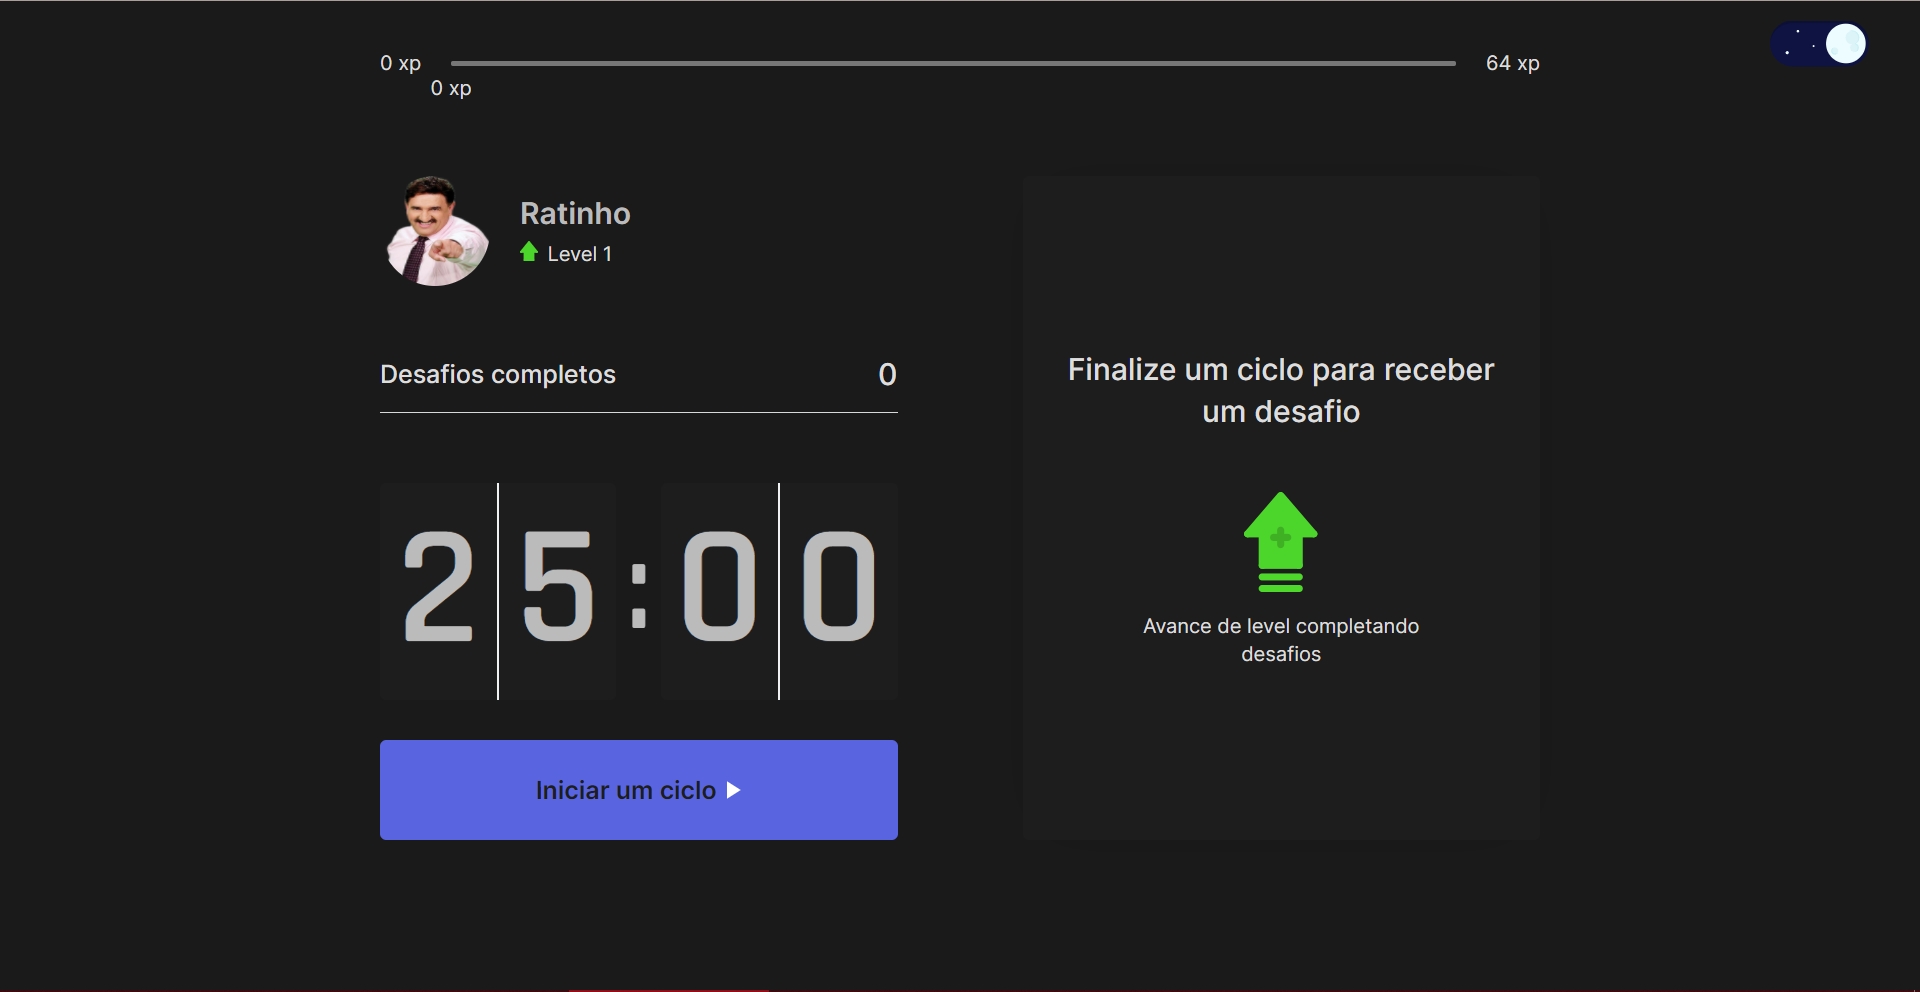 0 xp
64 xp
0 xp
Ratinho
Level 1
Desafios completos
0
25:00
Iniciar um ciclo
Finalize um ciclo para receber
um desafio
Avance de level completando
desafios